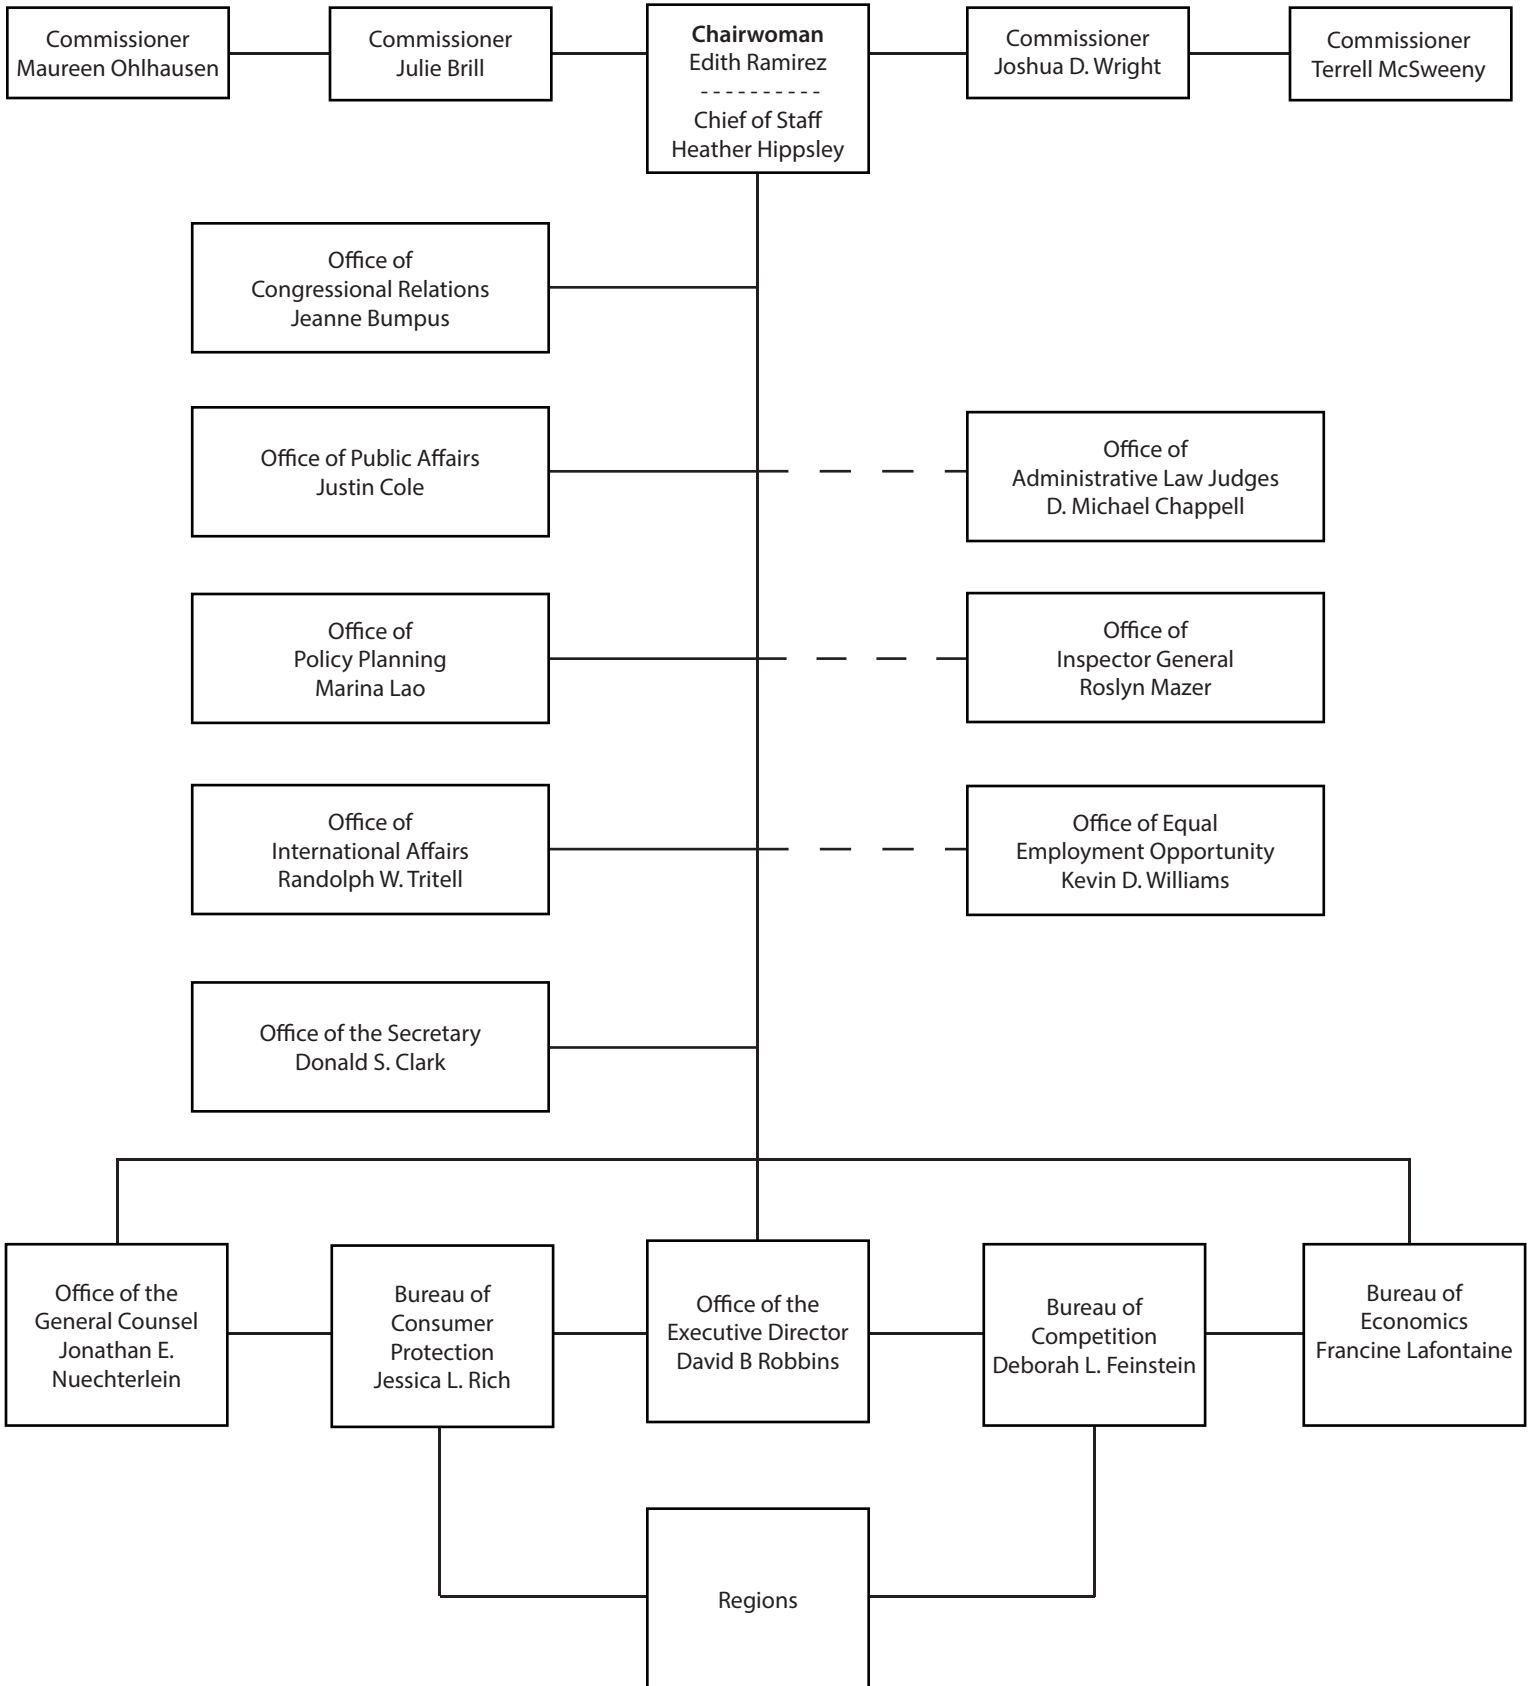 Commissioner
Maureen Ohlhausen
Commissioner
Julie Brill
Chairwoman
Edith Ramirez
----------
Chief of Staff
Heather Hippsley
Commissioner
Joshua D. Wright
Commissioner
Terrell McSweeny
Office of
Congressional Relations
Jeanne Bumpus
Office of Public Affairs
Justin Cole
Office of
Administrative Law Judges
D. Michael Chappell
Office of
Policy Planning
Marina Lao
Office of
Inspector General
Roslyn Mazer
Office of
International Affairs
Randolph W. Tritell
Office of Equal
Employment Opportunity
Kevin D. Williams
Office of the Secretary
Donald S. Clark
Office of the
General Counsel
Jonathan E.
Nuechterlein
Bureau of
Consumer
Protection
Jessica L. Rich
Office of the
Executive Director
David B Robbins
Bureau of
Competition
Deborah L. Feinstein
Bureau of
Economics
Francine Lafontaine
Regions